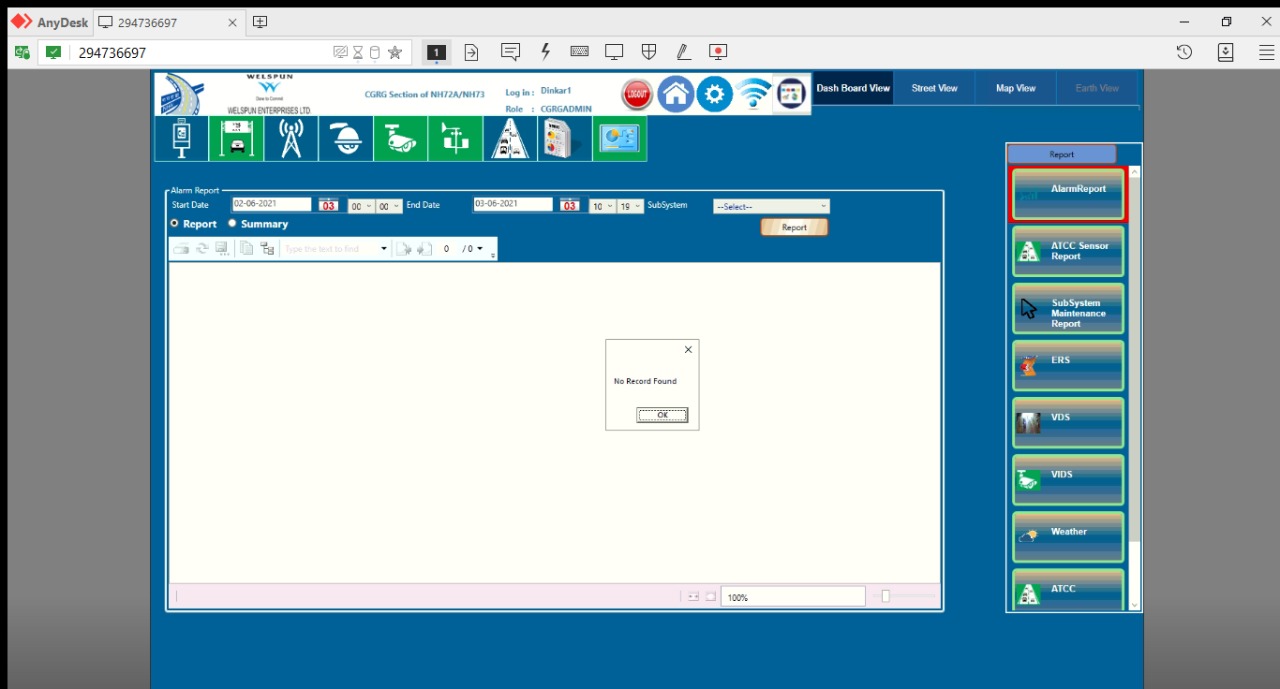 AnyDesk
294736697
294736697
1
WELSPUN
Dare to Commit
WELSPUN ENTERPRISES LTD.
CGRG Section of NH72A/NH73
Log in : Dinkar1
Role : CGRGADMIN
LOGOUT
Dash Board View
Street View
Map View
Earth View
Report
Alarm Report
Start Date 02-06-2021 03 00 00 End Date 03-06-2021 03 10 19 SubSystem --Select--
Report Summary
Report
Type the text to find 0 / 0
No Record Found
OK
100%
AlarmReport
ATCC Sensor
Report
SubSystem
Maintenance
Report
ERS
VDS
VIDS
Weather
ATCC